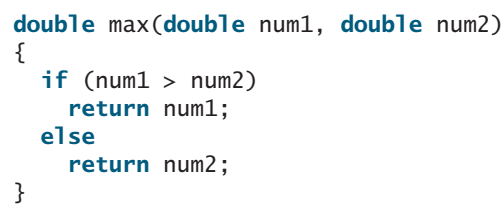 double max(double num1, double num2)
{
  if (num1 > num2)
    return num1;
  else
    return num2;
}